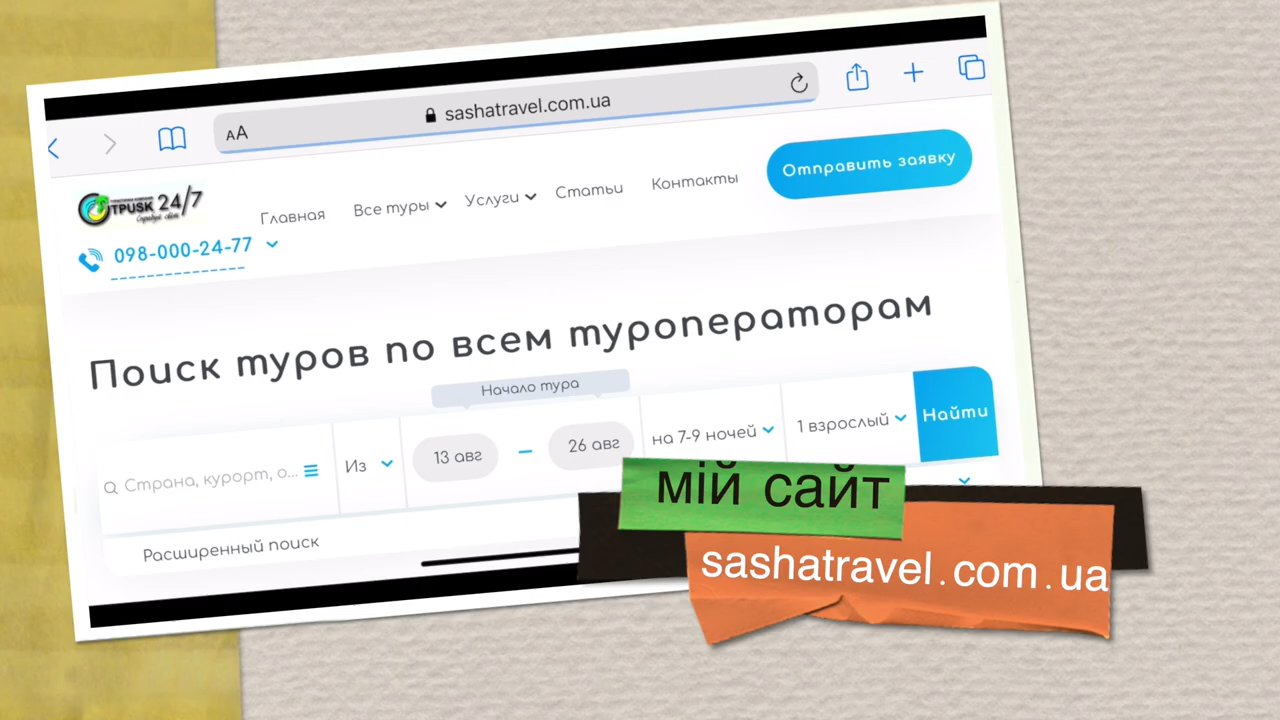 AA sashatravel.com.ua
TPUSK 24/7
Главная Все туры Услуги Статьи Контакты Отправить заявку
098-000-24-77
Поиск туров по всем туроператорам
Начало тура
Страна, курорт, о... Из 13 авг – 26 авг на 7-9 ночей 1 взрослый Найти
Расширенный поиск
мій сайт
sashatravel.com.ua